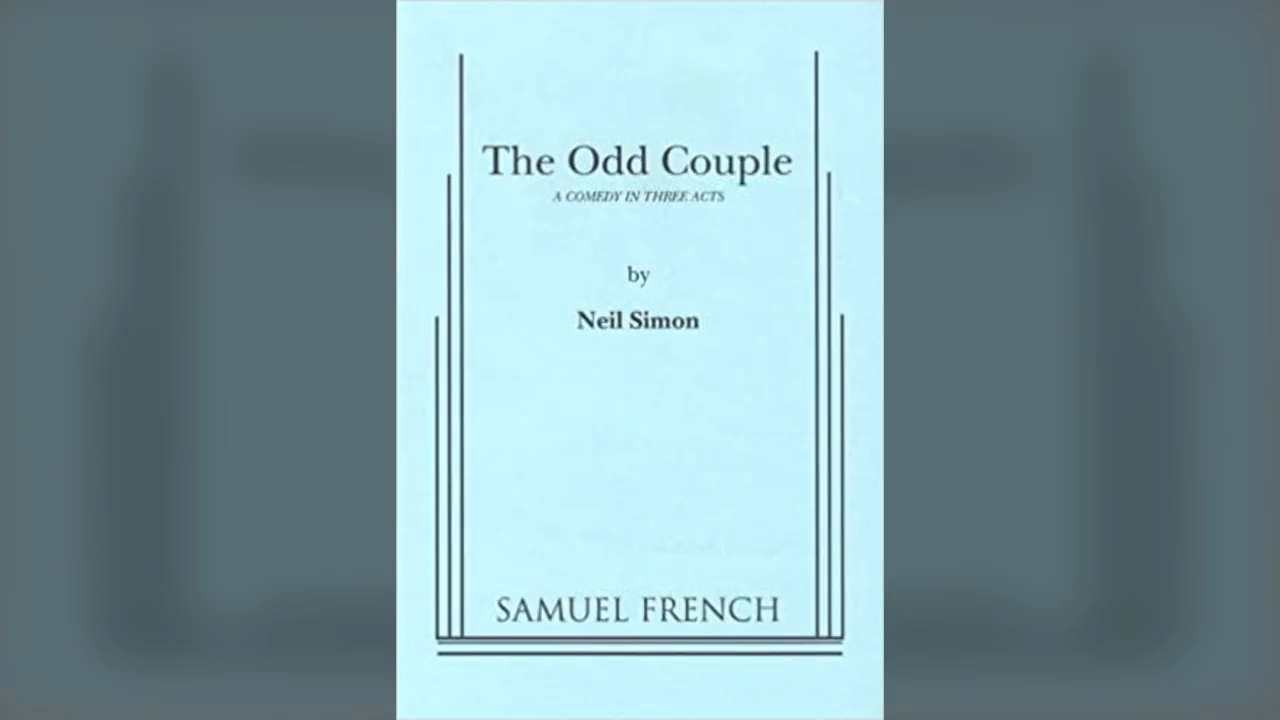 The Odd Couple
A COMEDY IN THREE ACTS
by
Neil Simon
SAMUEL FRENCH